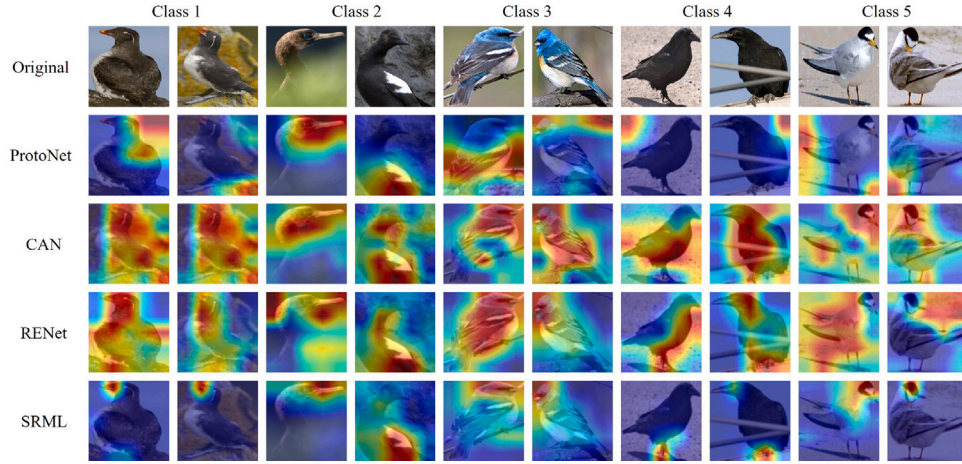 Class 1 Class 2 Class 3 Class 4 Class 5
Original
ProtoNet
CAN
RENet
SRML